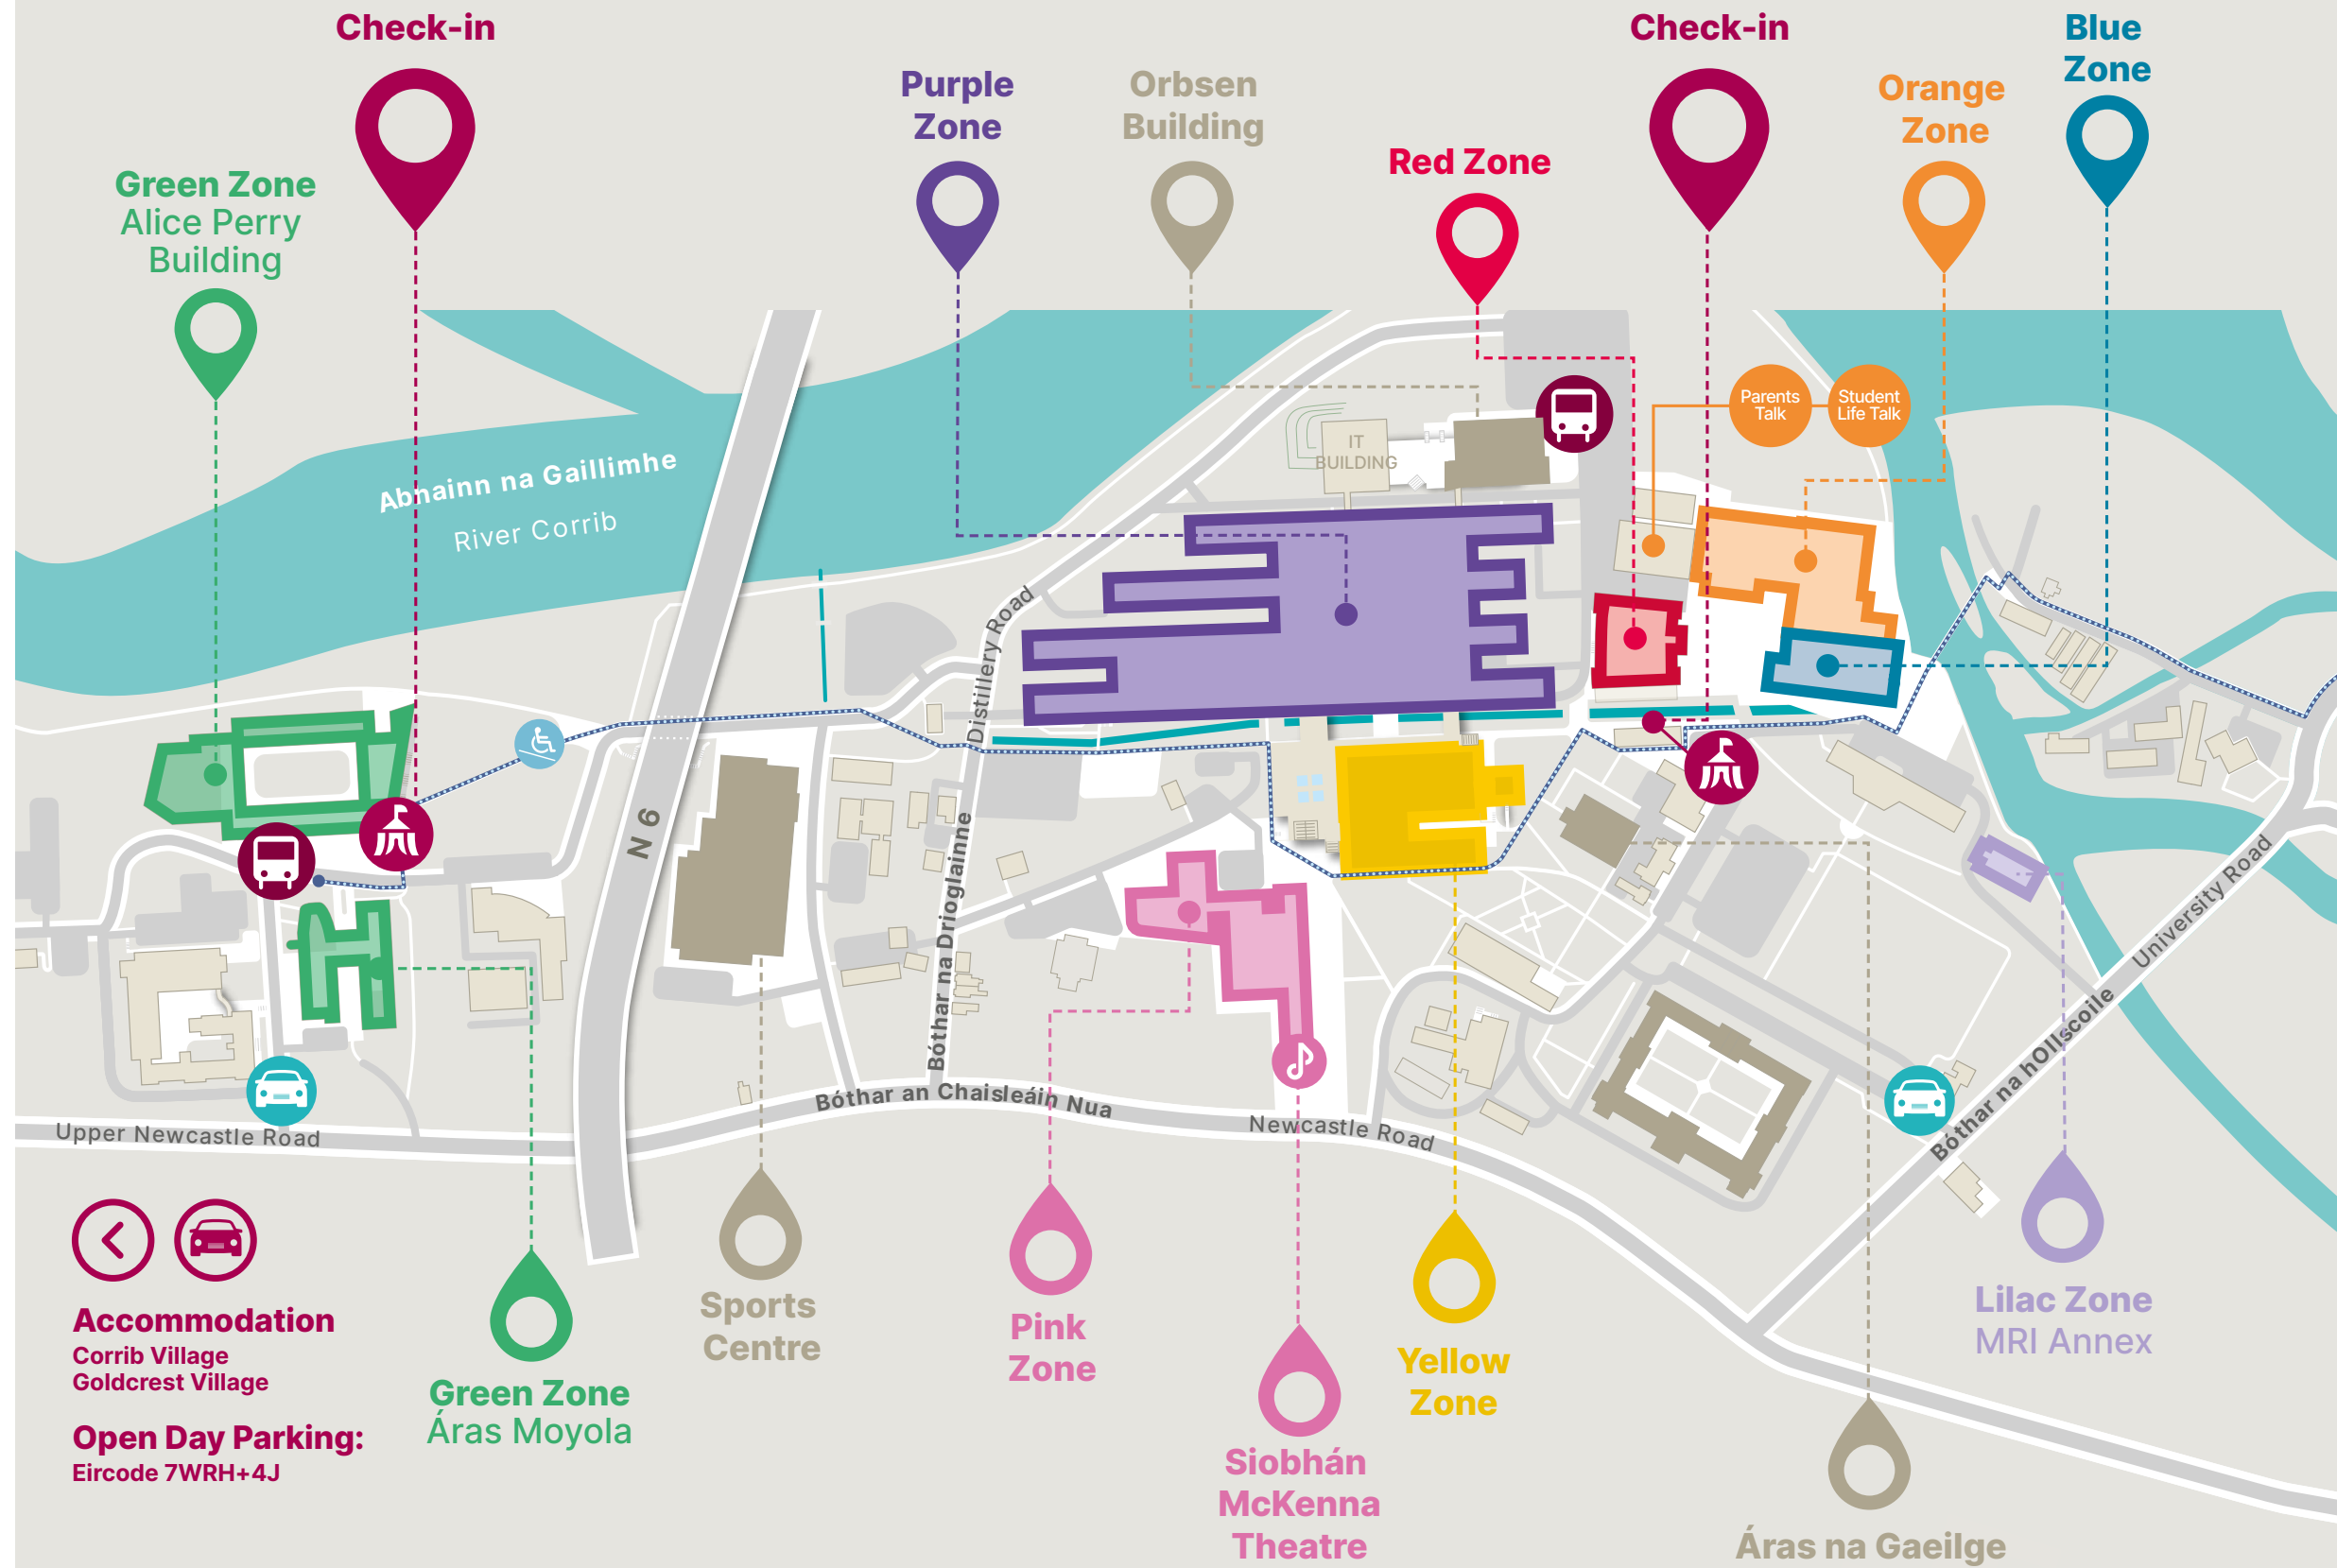 Check-in
Check-in
Blue
Zone
Purple
Zone
Orbsen
Building
Orange
Zone
Red Zone
Green Zone
Alice Perry
Building
Parents
Talk
Student
Life Talk
IT
BUILDING
Abhainn na Gaillimhe
River Corrib
Distillery Road
N 6
Bóthar na Drioglainne
University Road
Bóthar na hOllscoile
Bóthar an Chaisleáin Nua
Newcastle Road
Upper Newcastle Road
Accommodation
Corrib Village
Goldcrest Village
Open Day Parking:
Eircode 7WRH+4J
Green Zone
Áras Moyola
Sports
Centre
Pink
Zone
Siobhán
McKenna
Theatre
Yellow
Zone
Lilac Zone
MRI Annex
Áras na Gaeilge